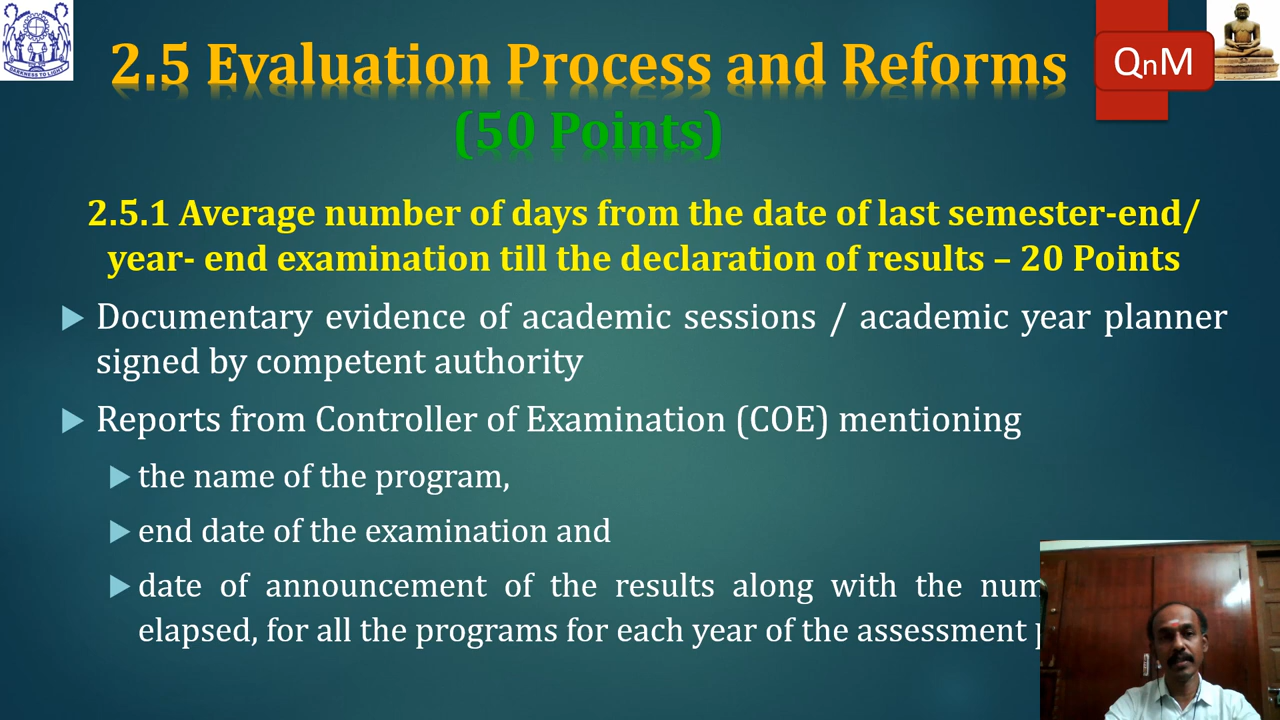 2.5 Evaluation Process and Reforms
QnM
(50 Points)
2.5.1 Average number of days from the date of last semester-end/
year- end examination till the declaration of results – 20 Points
Documentary evidence of academic sessions / academic year planner
signed by competent authority
Reports from Controller of Examination (COE) mentioning
the name of the program,
end date of the examination and
date of announcement of the results along with the
elapsed, for all the programs for each year of the assessment